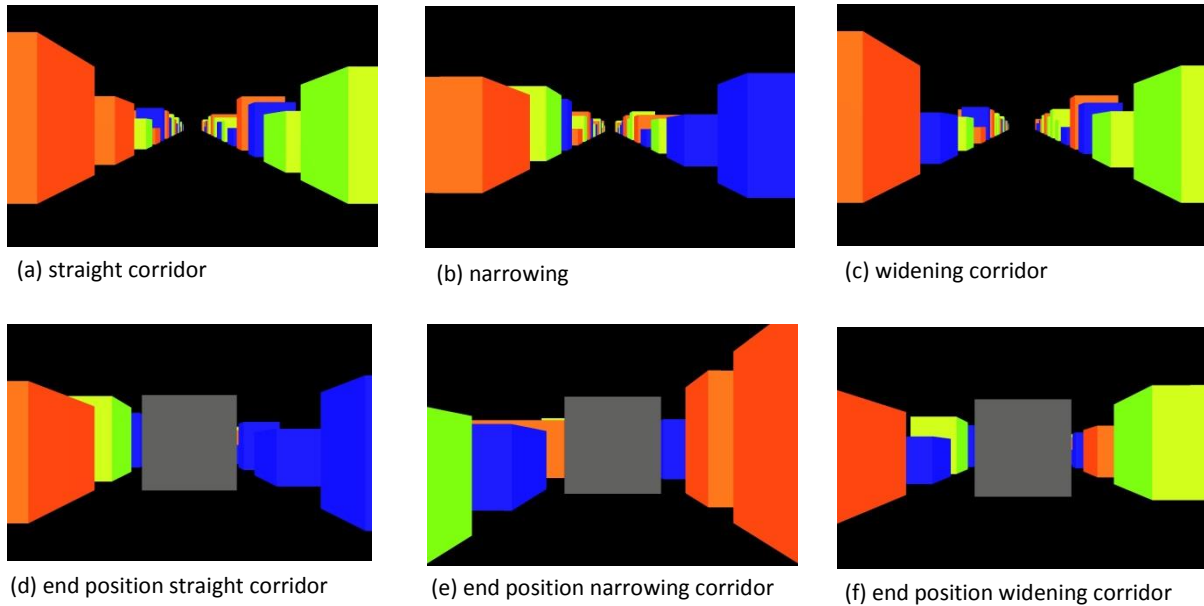 (a) straight corridor
(b) narrowing
(c) widening corridor
(d) end position straight corridor
(e) end position narrowing corridor
(f) end position widening corridor